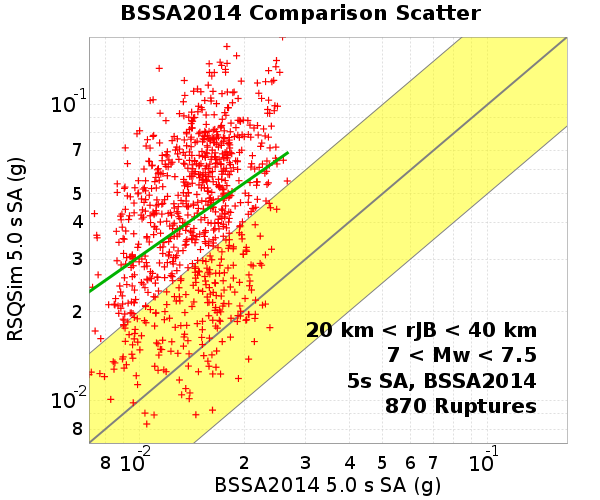 BSSA2014 Comparison Scatter
RSQSim 5.0 s SA (g)
10-1
7
5
4
3
2
10-2
8
20 km < rJB < 40 km
7 < Mw < 7.5
5s SA, BSSA2014
870 Ruptures
8 10-2 2 3 4 5 6 7 10-1
BSSA2014 5.0 s SA (g)